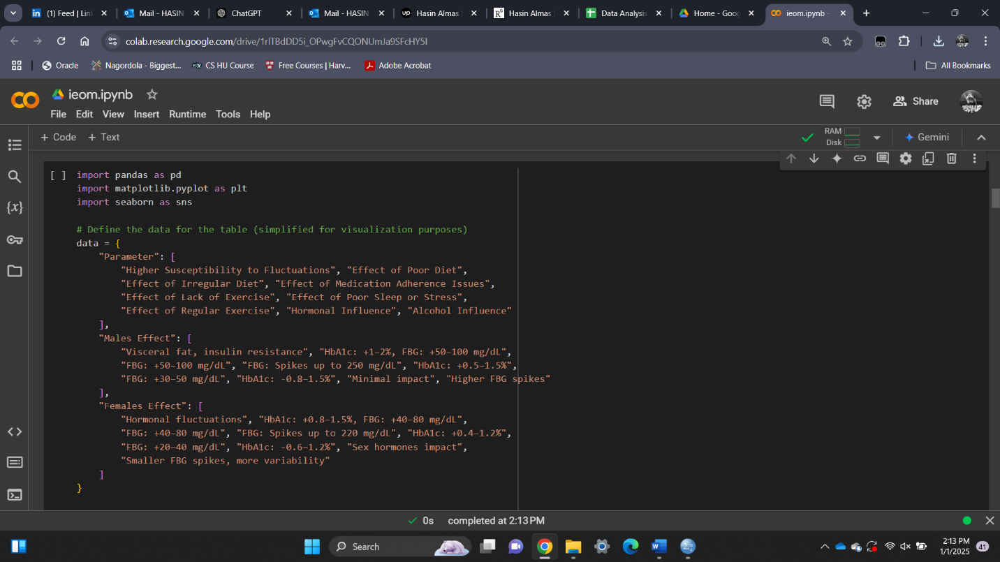 (1) Feed | Lin
Mail - HASIN
ChatGPT
Mail - HASIN
Hasin Almas
Hasin Almas
Data Analysis
Home - Goog
ieom.ipynb -
colab.research.google.com/drive/1rlTBdDD5i_OPwgFvCQONUmJa9SFcHY5I
Oracle
Nagordola - Biggest...
CS HU Course
Free Courses | Harv...
Adobe Acrobat
All Bookmarks
ieom.ipynb
File Edit View Insert Runtime Tools Help
Share
+ Code + Text
RAM
Disk
Gemini
[ ] import pandas as pd
import matplotlib.pyplot as plt
import seaborn as sns
# Define the data for the table (simplified for visualization purposes)
data = {
"Parameter": [
"Higher Susceptibility to Fluctuations", "Effect of Poor Diet",
"Effect of Irregular Diet", "Effect of Medication Adherence Issues",
"Effect of Lack of Exercise", "Effect of Poor Sleep or Stress",
"Effect of Regular Exercise", "Hormonal Influence", "Alcohol Influence"
],
"Males Effect": [
"Visceral fat, insulin resistance", "HbA1c: +1–2%, FBG: +50–100 mg/dL",
"FBG: +50–100 mg/dL", "FBG: Spikes up to 250 mg/dL", "HbA1c: +0.5–1.5%",
"FBG: +30–50 mg/dL", "HbA1c: -0.8–1.5%", "Minimal impact", "Higher FBG spikes"
],
"Females Effect": [
"Hormonal fluctuations", "HbA1c: +0.8–1.5%, FBG: +40–80 mg/dL",
"FBG: +40–80 mg/dL", "FBG: Spikes up to 220 mg/dL", "HbA1c: +0.4–1.2%",
"FBG: +20–40 mg/dL", "HbA1c: -0.6–1.2%", "Sex hormones impact",
"Smaller FBG spikes, more variability"
]
}
0s completed at 2:13 PM
Search
2:13 PM
1/1/2025
41